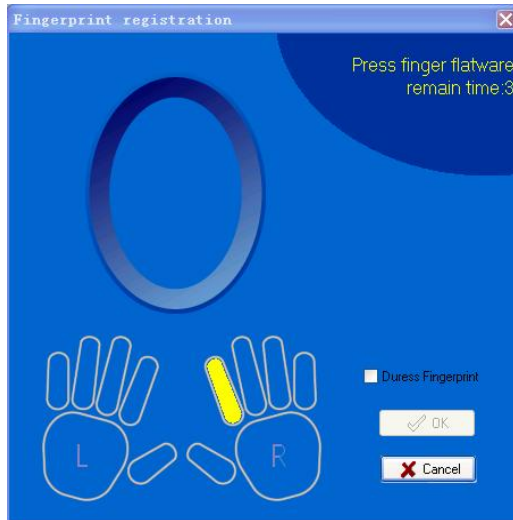 Fingerprint registration
Press finger flatware
remain time:3
L
R
Duress Fingerprint
OK
Cancel